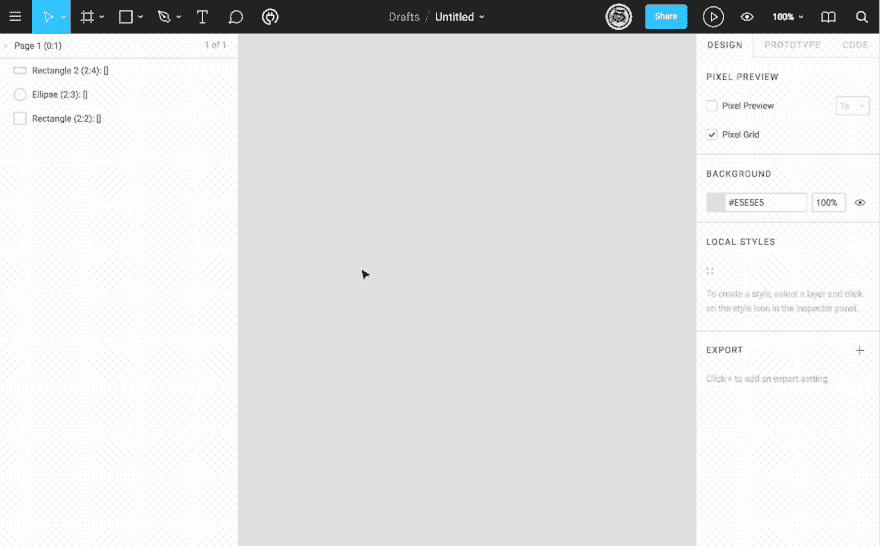 Drafts / Untitled
Share
100%
Page 1 (0:1)
1 of 1
Rectangle 2 (2:4): []
Ellipse (2:3): []
Rectangle (2:2): []
DESIGN
PROTOTYPE
CODE
PIXEL PREVIEW
Pixel Preview
1x
Pixel Grid
BACKGROUND
#E5E5E5
100%
LOCAL STYLES
To create a style, select a layer and click
on the style icon in the inspector panel.
EXPORT
Click + to add an export setting